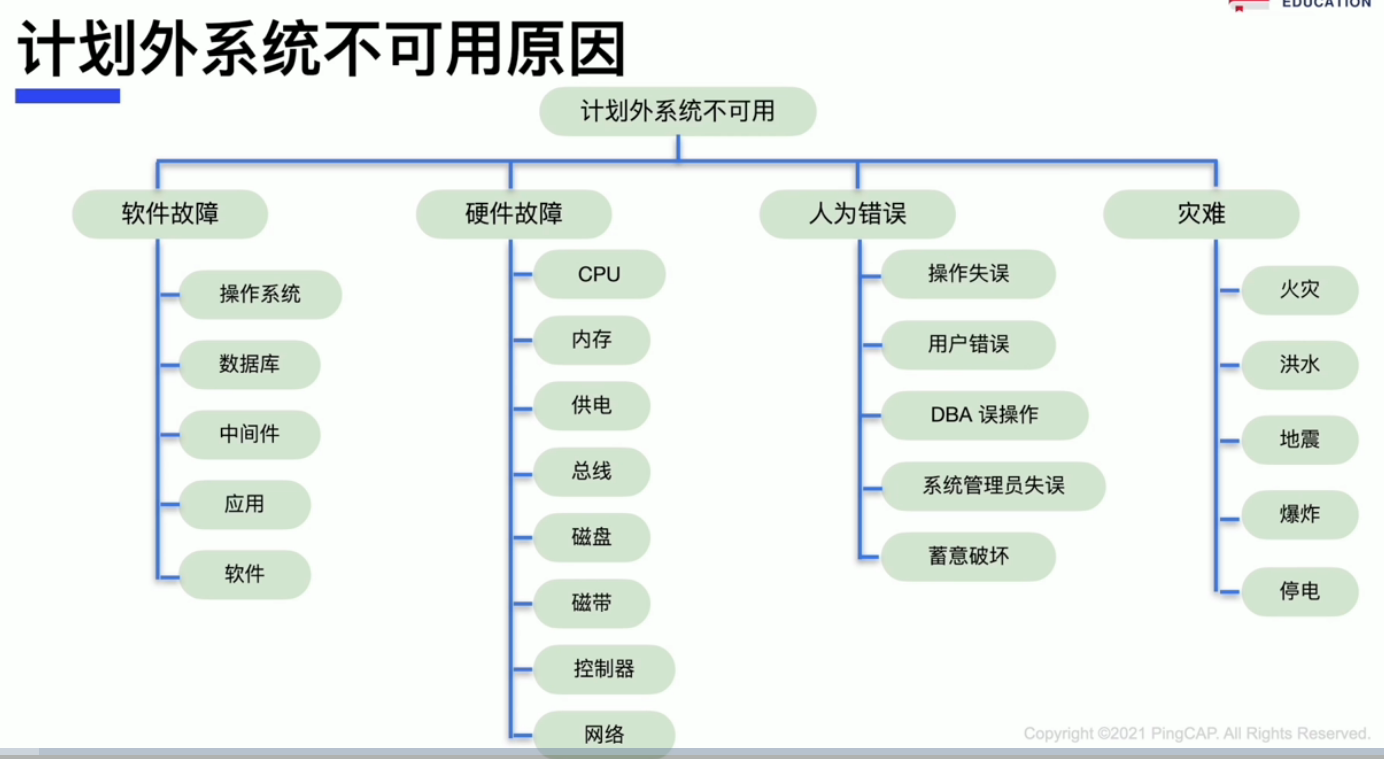 EDUCATION
计划外系统不可用原因
计划外系统不可用
软件故障
操作系统
数据库
中间件
应用
软件
硬件故障
CPU
内存
供电
总线
磁盘
磁带
控制器
网络
人为错误
操作失误
用户错误
DBA 误操作
系统管理员失误
蓄意破坏
灾难
火灾
洪水
地震
爆炸
停电
Copyright ©2021 PingCAP. All Rights Reserved.